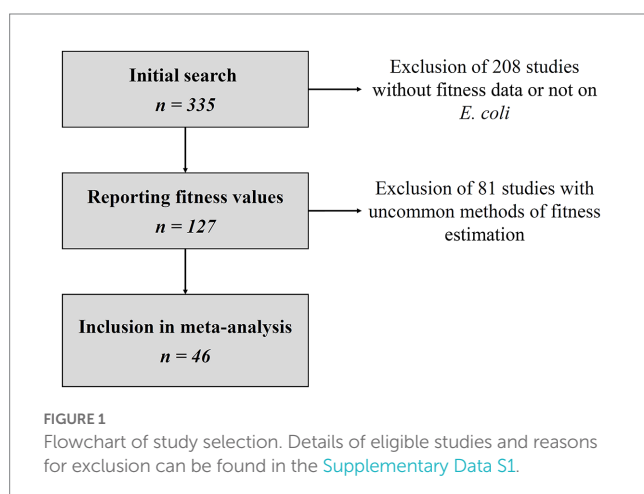 Initial search
n = 335
Exclusion of 208 studies
without fitness data or not on
E. coli
Reporting fitness values
n = 127
Exclusion of 81 studies with
uncommon methods of fitness
estimation
Inclusion in meta-analysis
n = 46
FIGURE 1
Flowchart of study selection. Details of eligible studies and reasons
for exclusion can be found in the Supplementary Data S1.